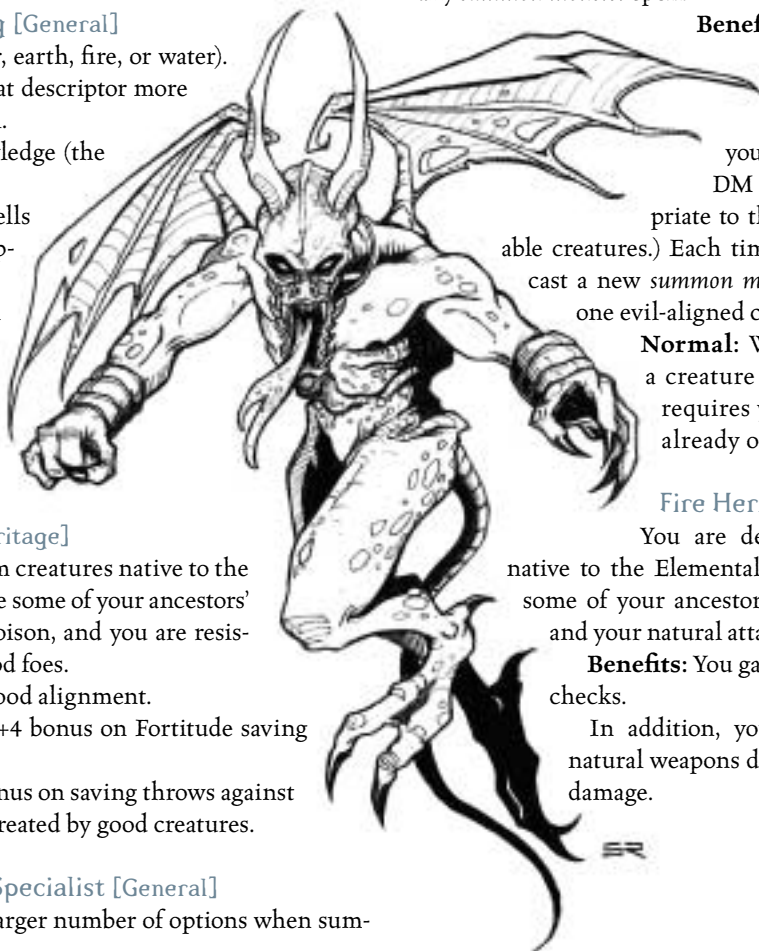 [General]
earth, fire, or water).
at descriptor more
ledge (the
ells
[General]
creatures native to the
some of your ancestors'
oison, and you are resis-
od foes.
ood alignment.
+4 bonus on Fortitude saving
nus on saving throws against
reated by good creatures.
Specialist [General]
arger number of options when sum-
Benef
you
DM
priate to th
able creatures.) Each tim
cast a new summon m
one evil-aligned c
Normal: W
a creature
requires
already o
Fire Her
You are de
native to the Elemental
some of your ancestor
and your natural atta
Benefits: You ga
checks.
In addition, yo
natural weapons d
damage.
SR